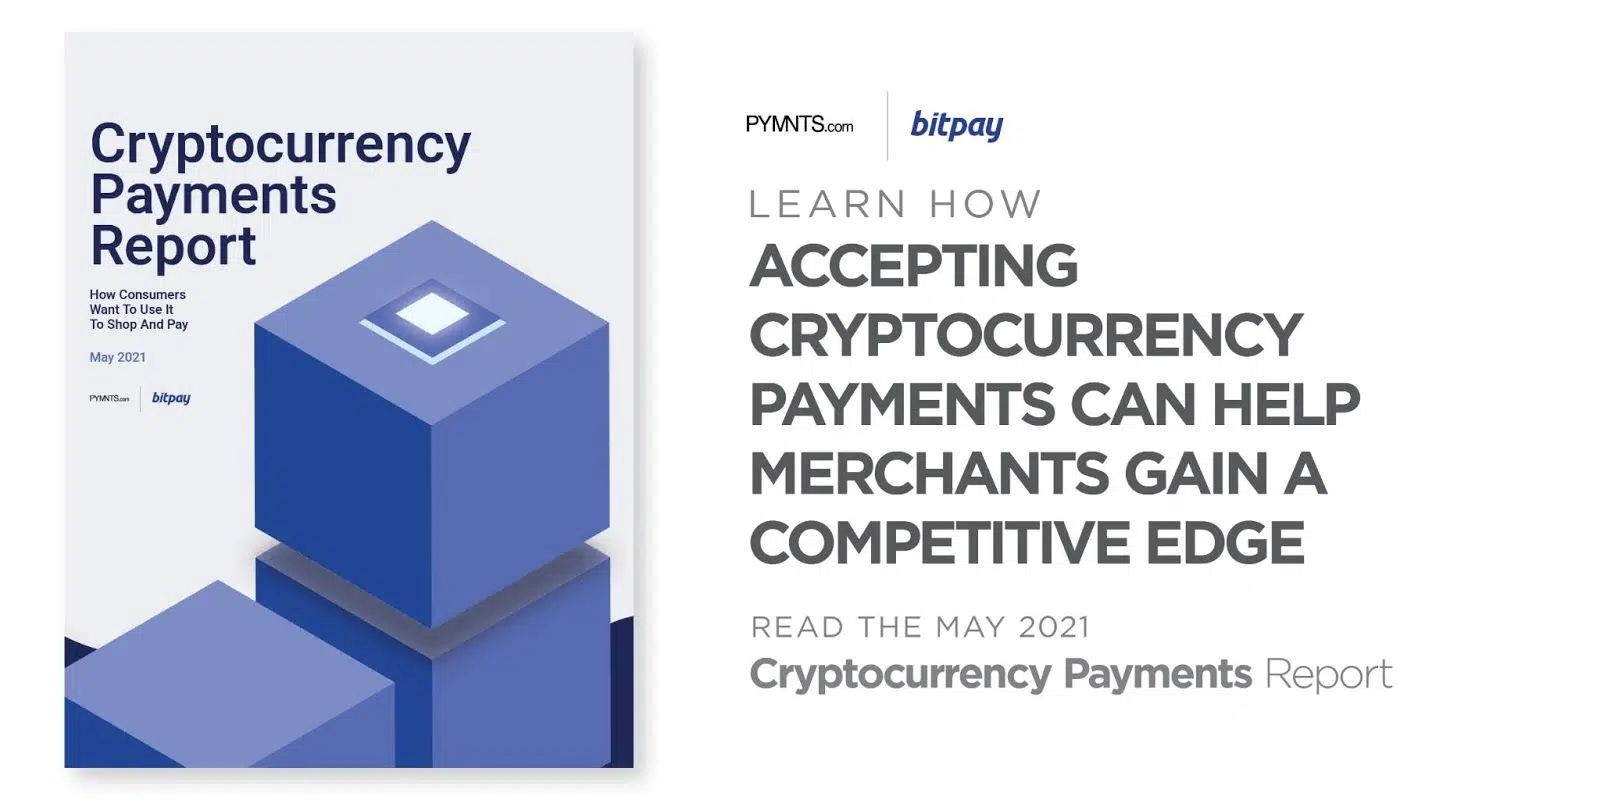 Cryptocurrency
Payments
Report
How Consumers
Want To Use It
To Shop And Pay
May 2021
PYMNTS.com
bitpay
PYMNTS.com
bitpay
LEARN HOW
ACCEPTING
CRYPTOCURRENCY
PAYMENTS CAN HELP
MERCHANTS GAIN A
COMPETITIVE EDGE
READ THE MAY 2021
Cryptocurrency Payments Report